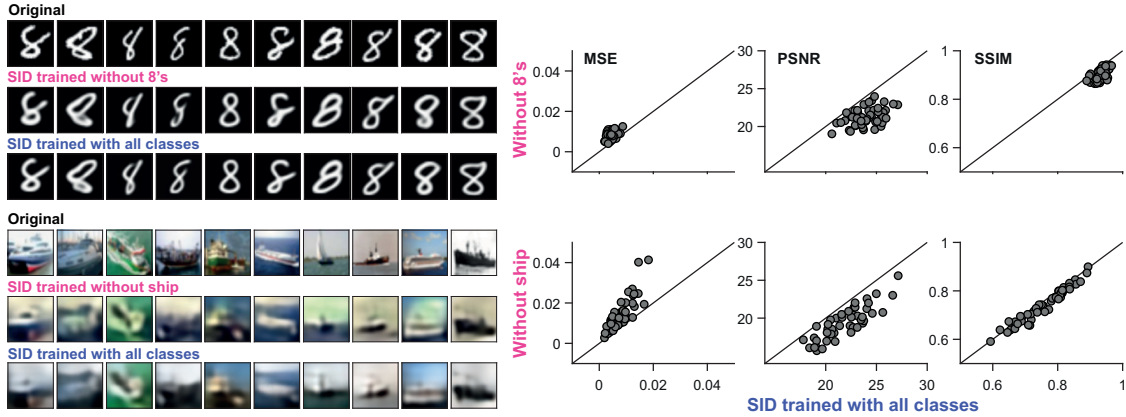 Original
SID trained without 8's
SID trained with all classes
Original
SID trained without ship
SID trained with all classes
Without 8's
MSE
0.04
0.02
0
PSNR
30
25
20
SSIM
1
0.8
0.6
Without ship
0.04
0.02
0
0 0.02 0.04
30
25
20
20 25 30
1
0.8
0.6
0.6 0.8 1
SID trained with all classes